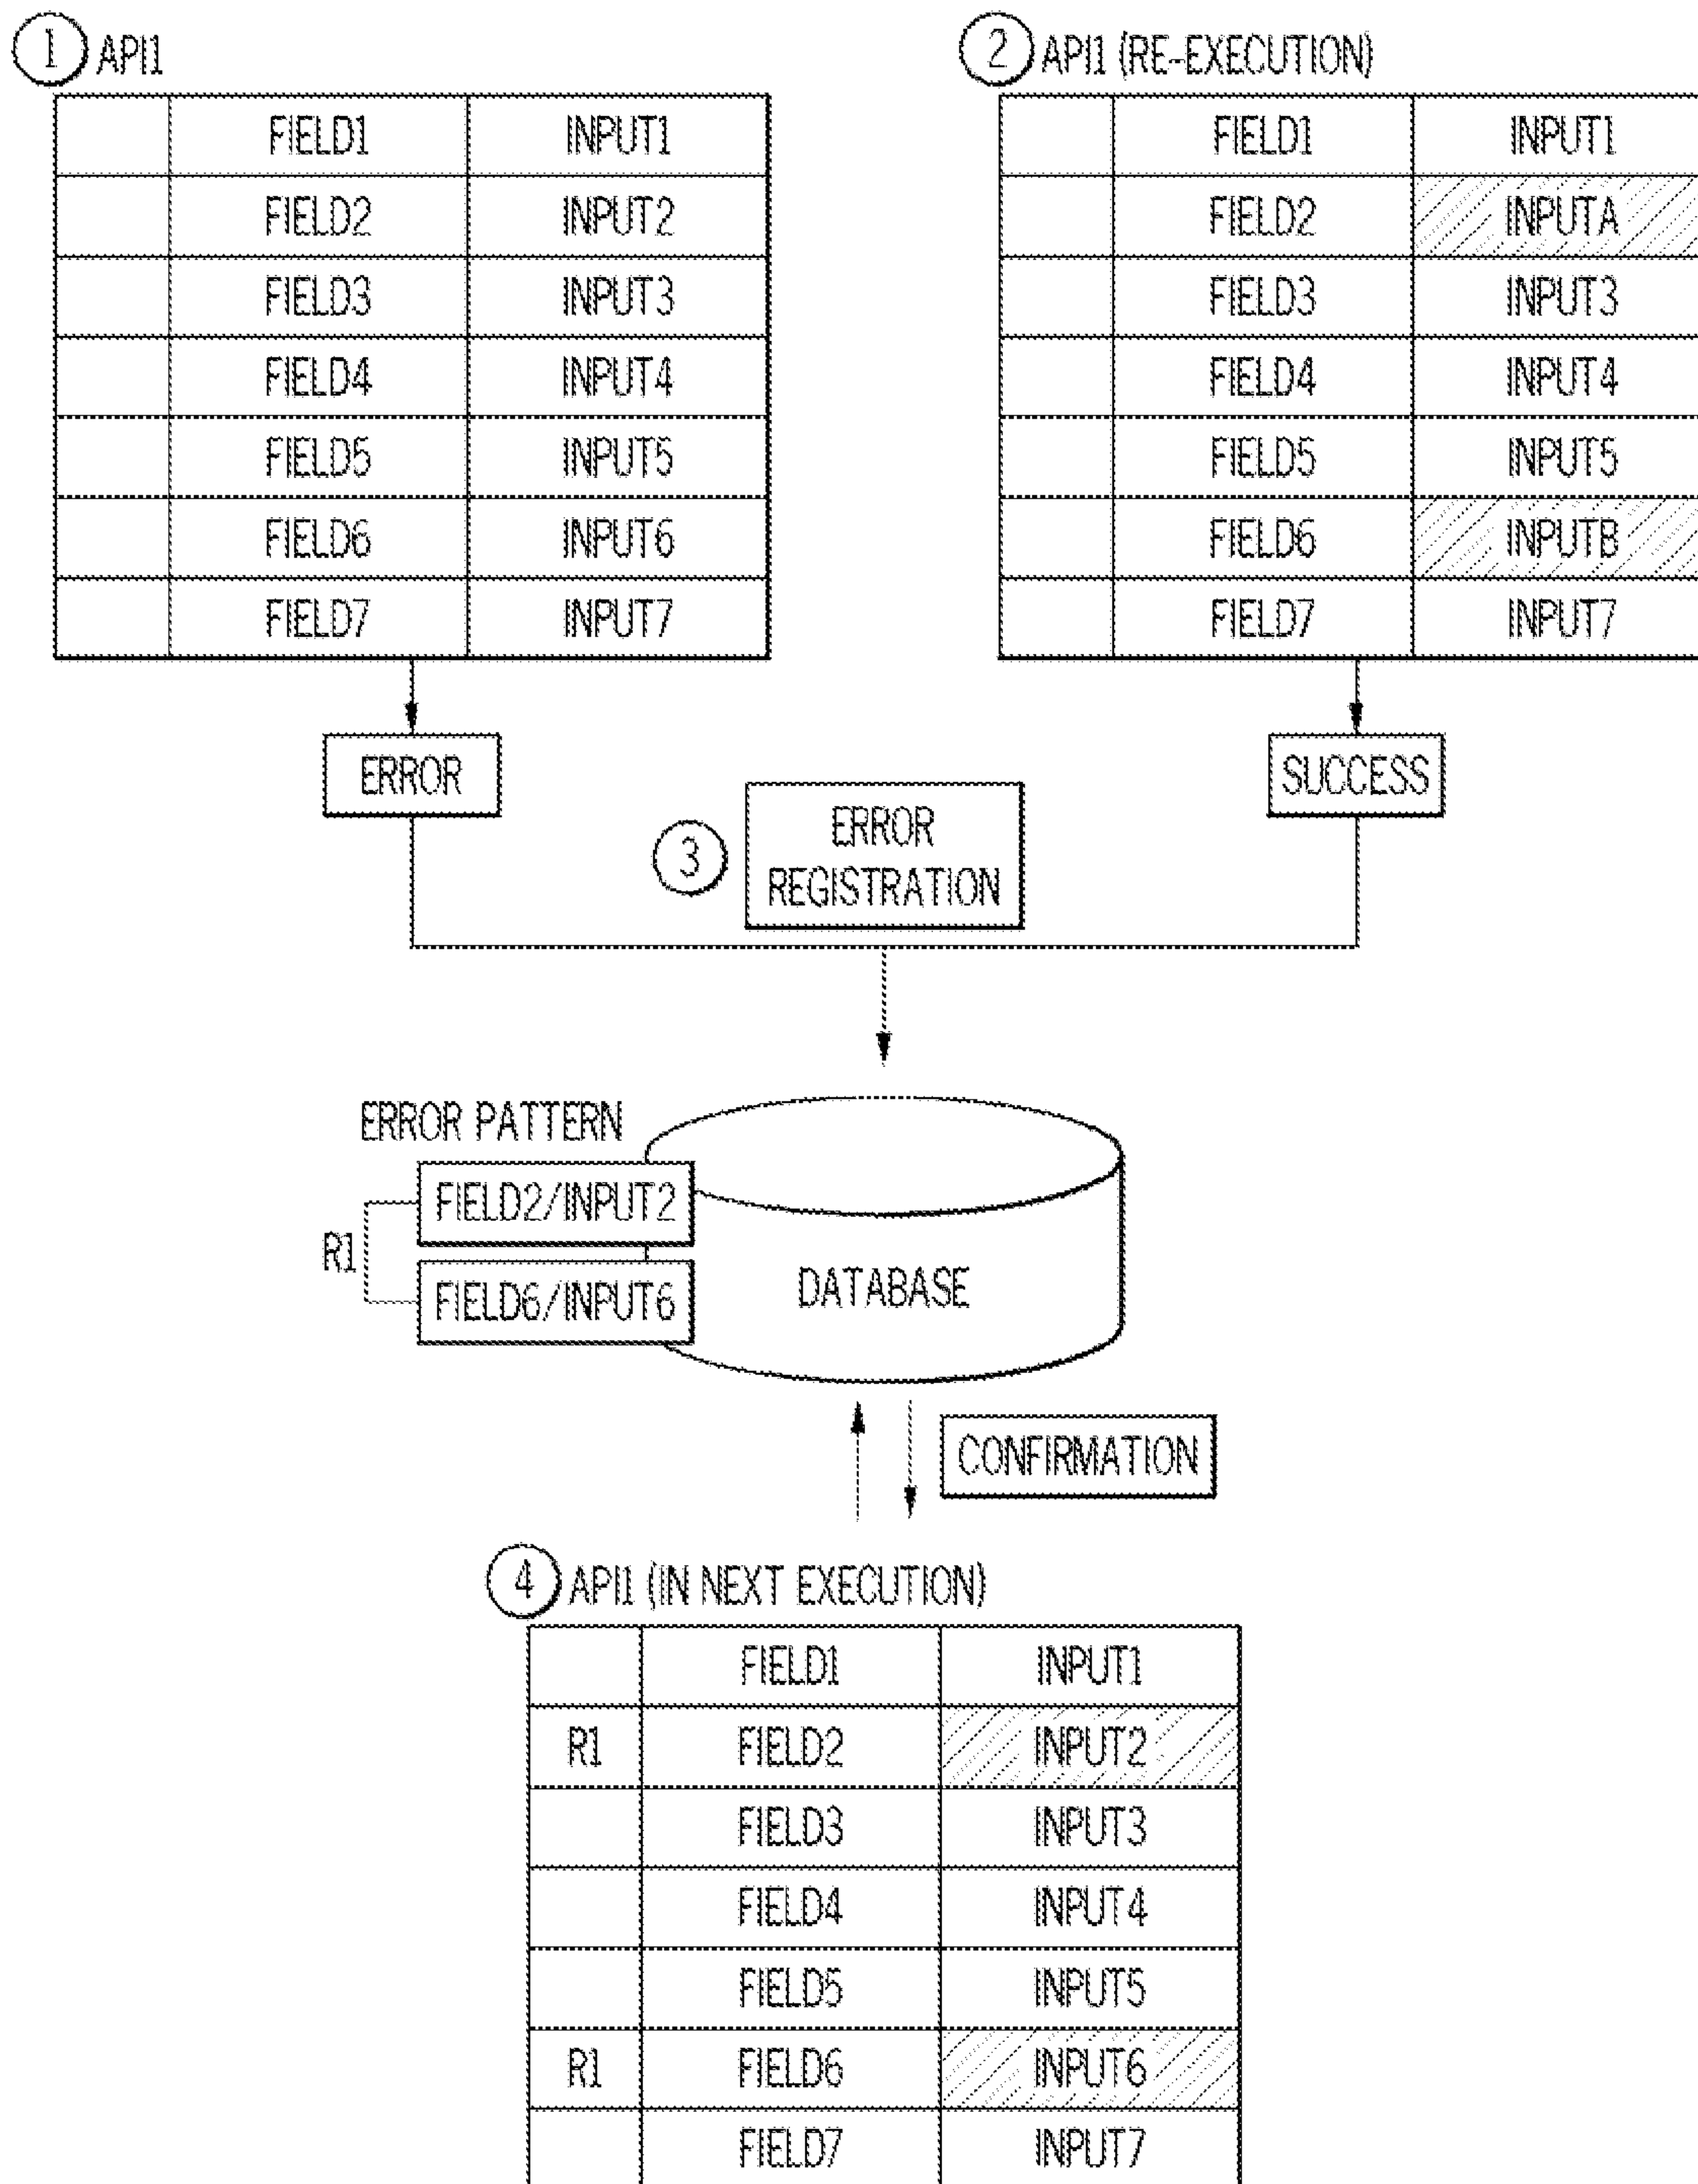 1 API1
FIELD1 INPUT1
FIELD2 INPUT2
FIELD3 INPUT3
FIELD4 INPUT4
FIELD5 INPUT5
FIELD6 INPUT6
FIELD7 INPUT7
ERROR
2 API1 (RE-EXECUTION)
FIELD1 INPUT1
FIELD2 INPUTA
FIELD3 INPUT3
FIELD4 INPUT4
FIELD5 INPUT5
FIELD6 INPUTB
FIELD7 INPUT7
SUCCESS
3
ERROR
REGISTRATION
ERROR PATTERN
FIELD2/INPUT2
R1
FIELD6/INPUT6
DATABASE
CONFIRMATION
4 API1 (IN NEXT EXECUTION)
FIELD1 INPUT1
R1 FIELD2 INPUT2
FIELD3 INPUT3
FIELD4 INPUT4
FIELD5 INPUT5
R1 FIELD6 INPUT6
FIELD7 INPUT7